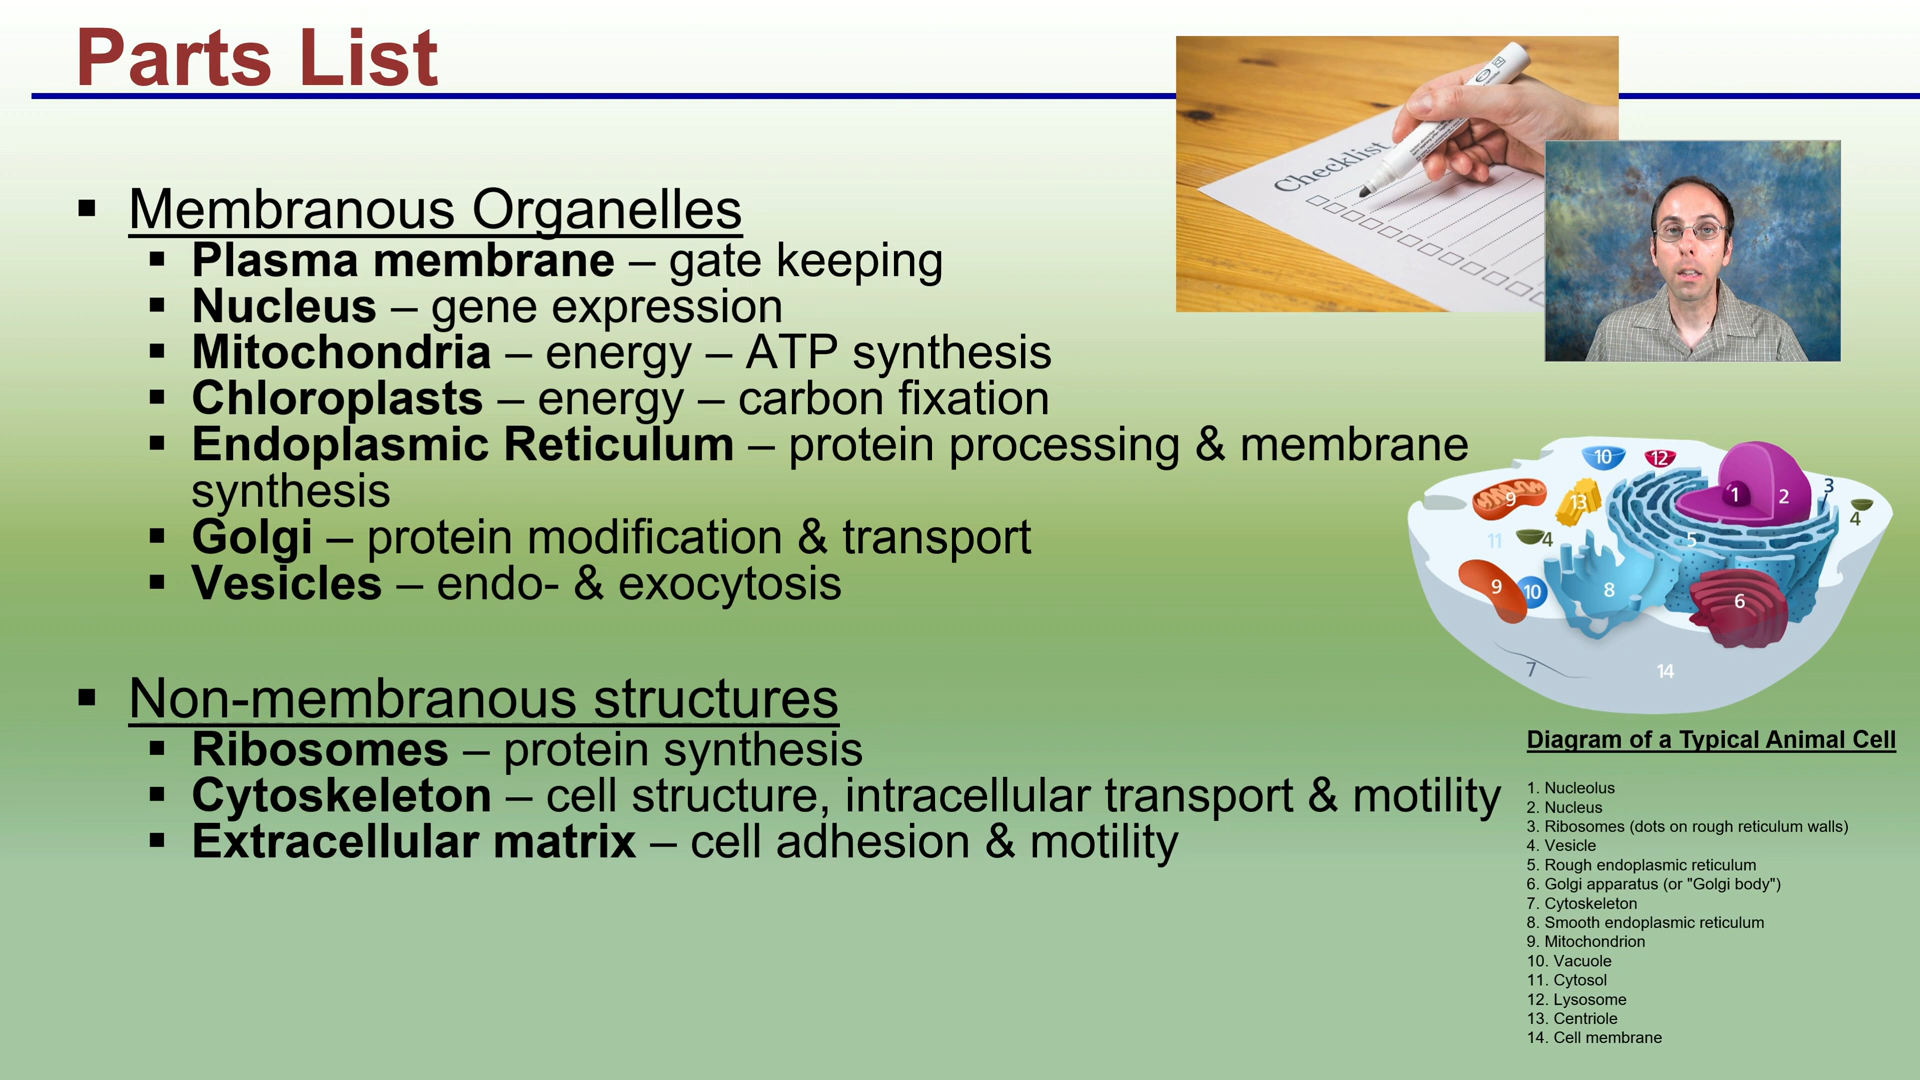 Parts List
Checklist
▪ Membranous Organelles
▪ Plasma membrane – gate keeping
▪ Nucleus – gene expression
▪ Mitochondria – energy – ATP synthesis
▪ Chloroplasts – energy – carbon fixation
▪ Endoplasmic Reticulum – protein processing & membrane
synthesis
▪ Golgi – protein modification & transport
▪ Vesicles – endo- & exocytosis
▪ Non-membranous structures
▪ Ribosomes – protein synthesis
▪ Cytoskeleton – cell structure, intracellular transport & motility
▪ Extracellular matrix – cell adhesion & motility
10 12
9 13 1 2 3
4
11 4 5
9 10 8 6
7 14
Diagram of a Typical Animal Cell
1. Nucleolus
2. Nucleus
3. Ribosomes (dots on rough reticulum walls)
4. Vesicle
5. Rough endoplasmic reticulum
6. Golgi apparatus (or "Golgi body")
7. Cytoskeleton
8. Smooth endoplasmic reticulum
9. Mitochondrion
10. Vacuole
11. Cytosol
12. Lysosome
13. Centriole
14. Cell membrane